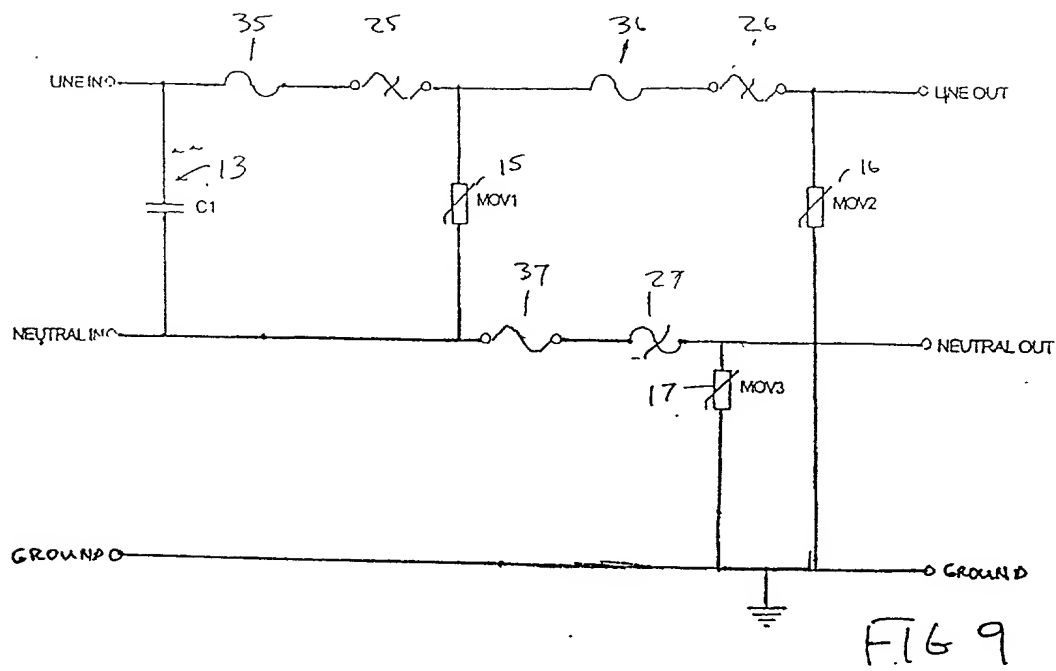 35 25 36 26
LINE IN
LINE OUT
13
15
16
C1
MOV1
MOV2
37 27
NEUTRAL IN
NEUTRAL OUT
17
MOV3
GROUND
GROUND
FIG 9